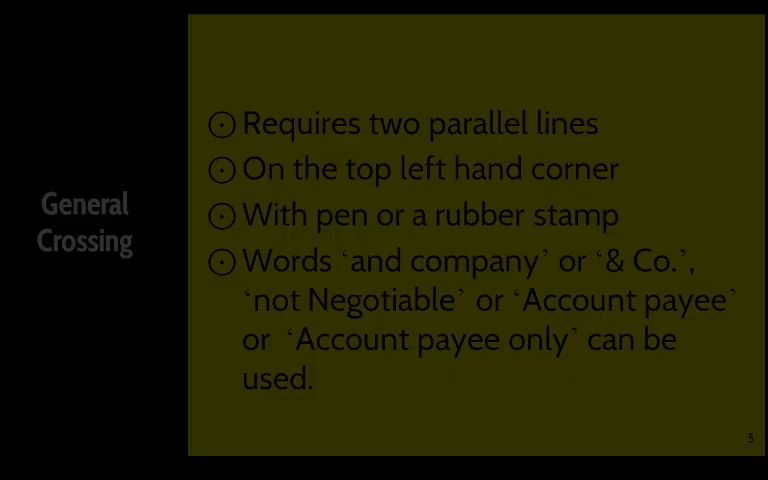 General
Crossing
Requires two parallel lines
On the top left hand corner
With pen or a rubber stamp
Words ‘and company’ or ‘& Co.’,
‘not Negotiable’ or ‘Account payee’
or ‘Account payee only’ can be
used.
5